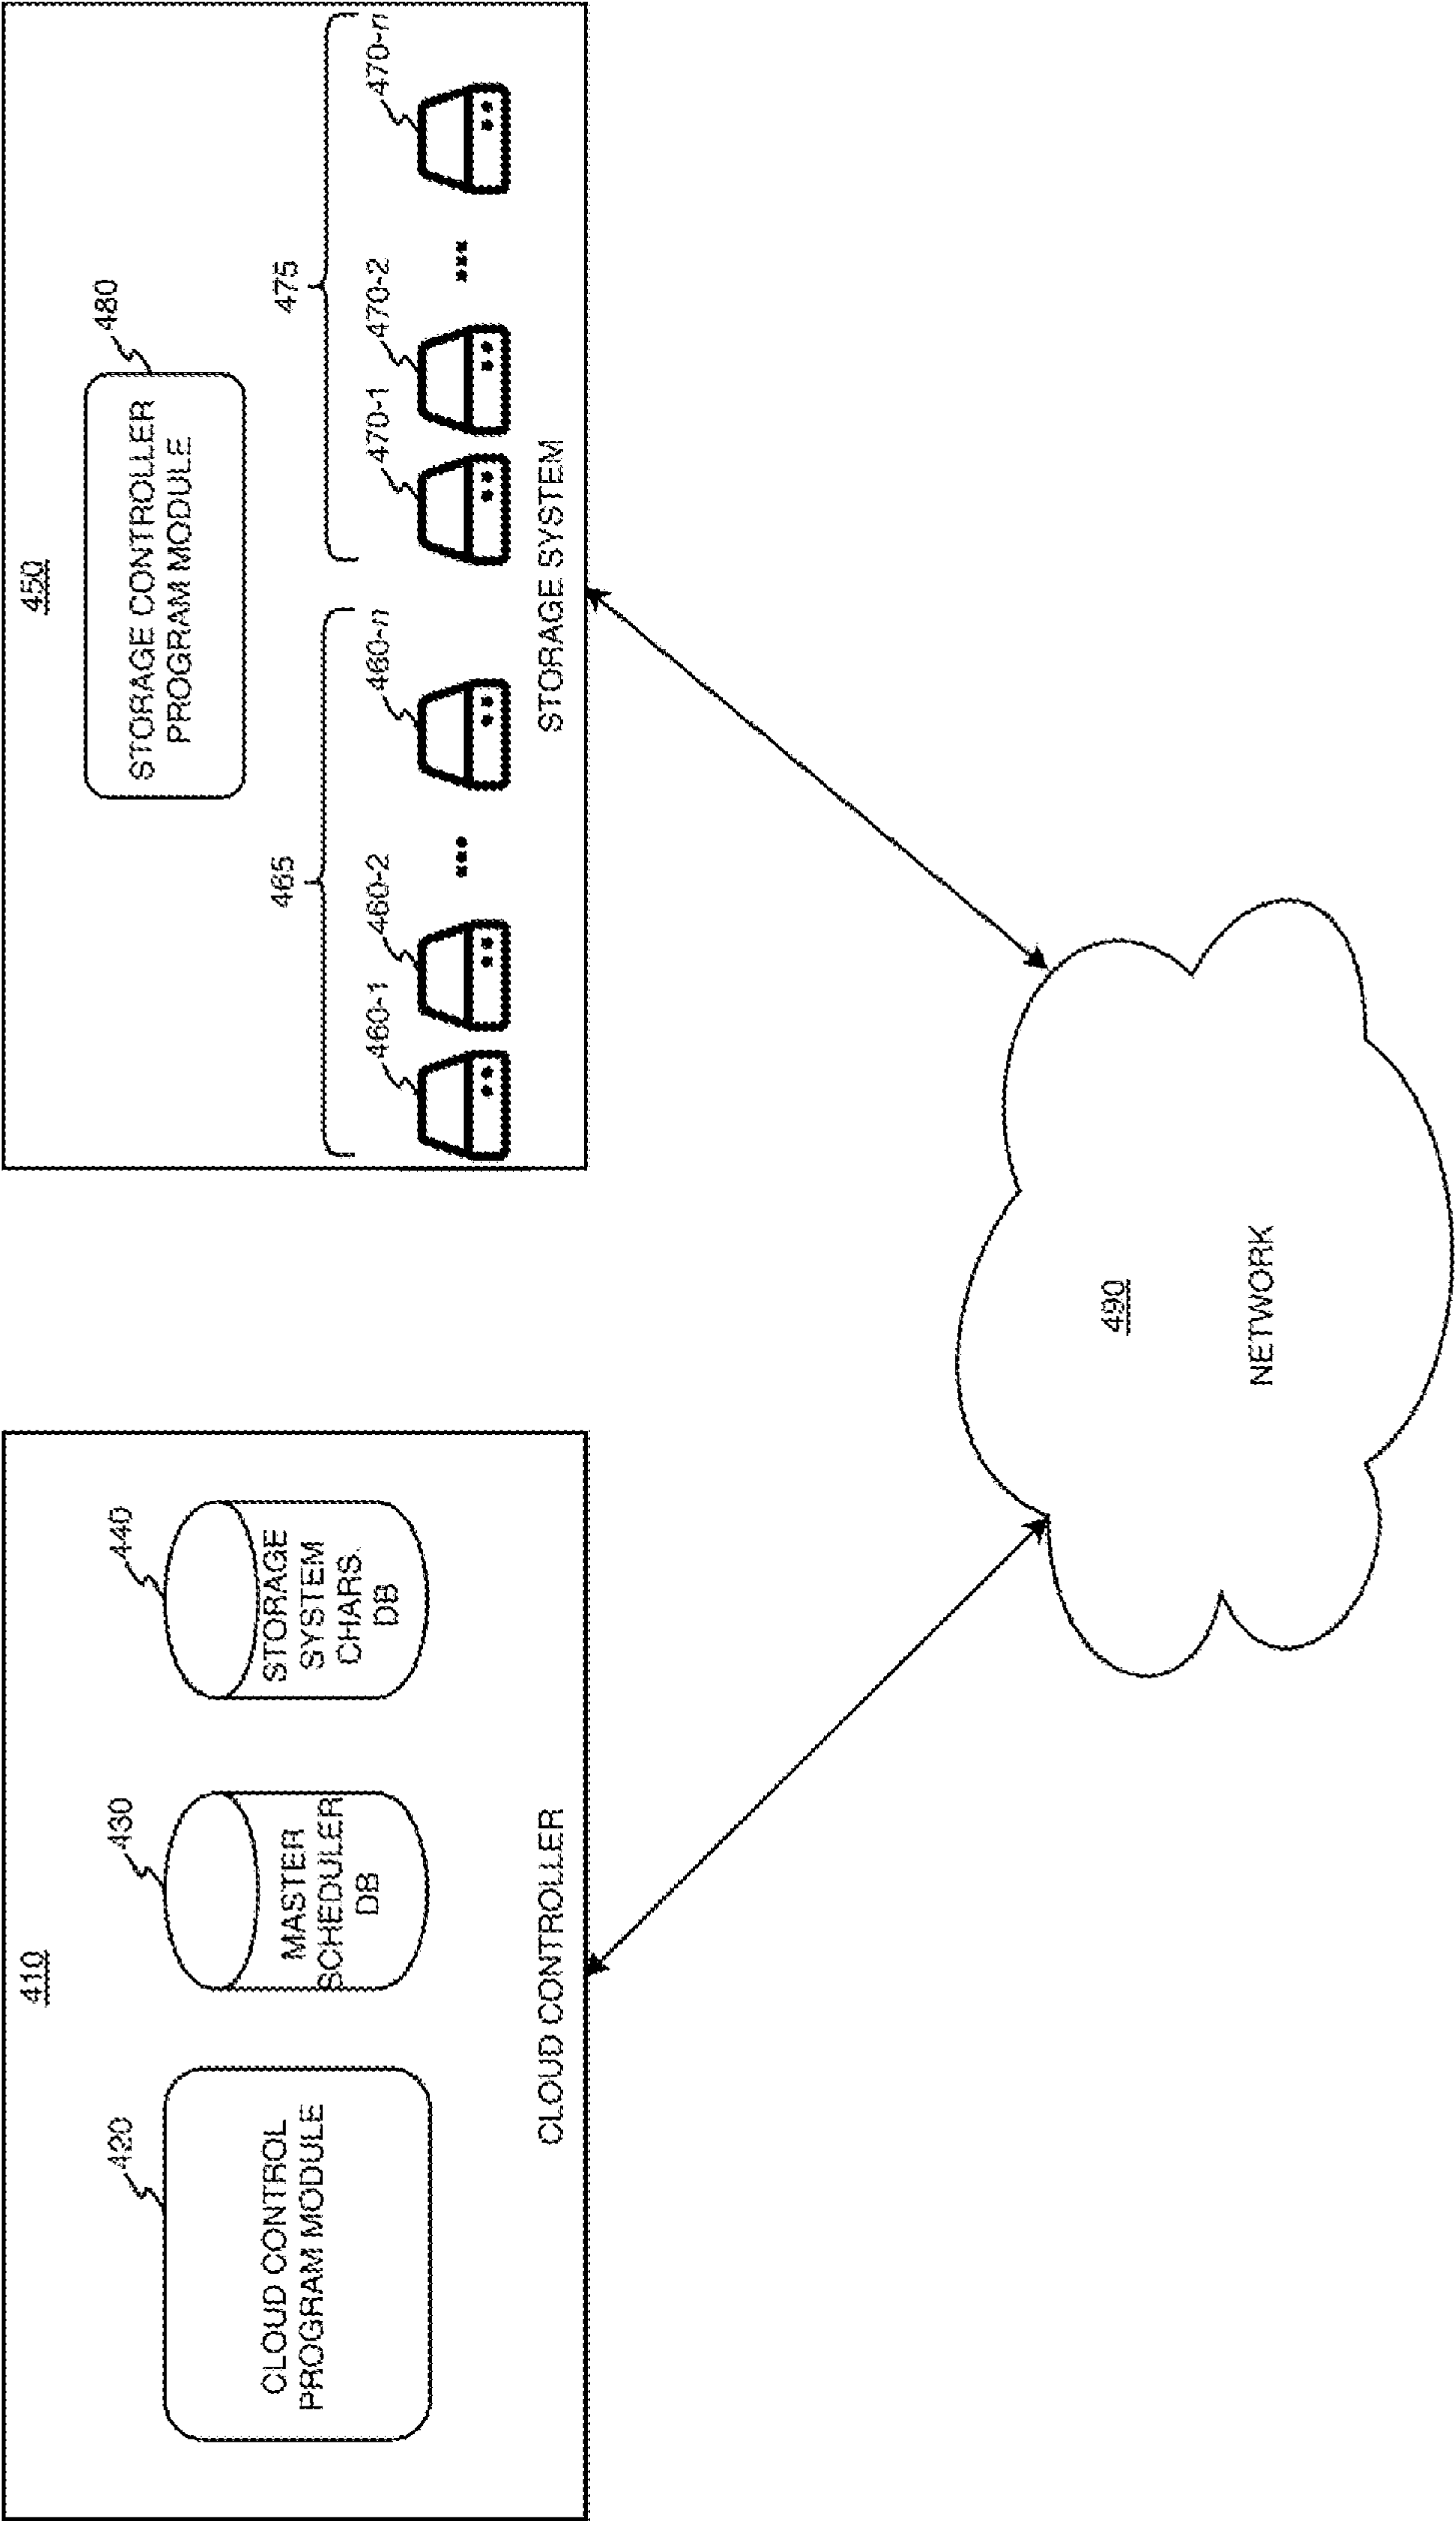 410
420
430
440
CLOUD CONTROL
PROGRAM MODULE
MASTER
SCHEDULER
DB
STORAGE
SYSTEM
CHARS.
DB
CLOUD CONTROLLER
450
480
STORAGE CONTROLLER
PROGRAM MODULE
465
475
460-1
460-2
460-n
470-1
470-2
470-n
STORAGE SYSTEM
490
NETWORK